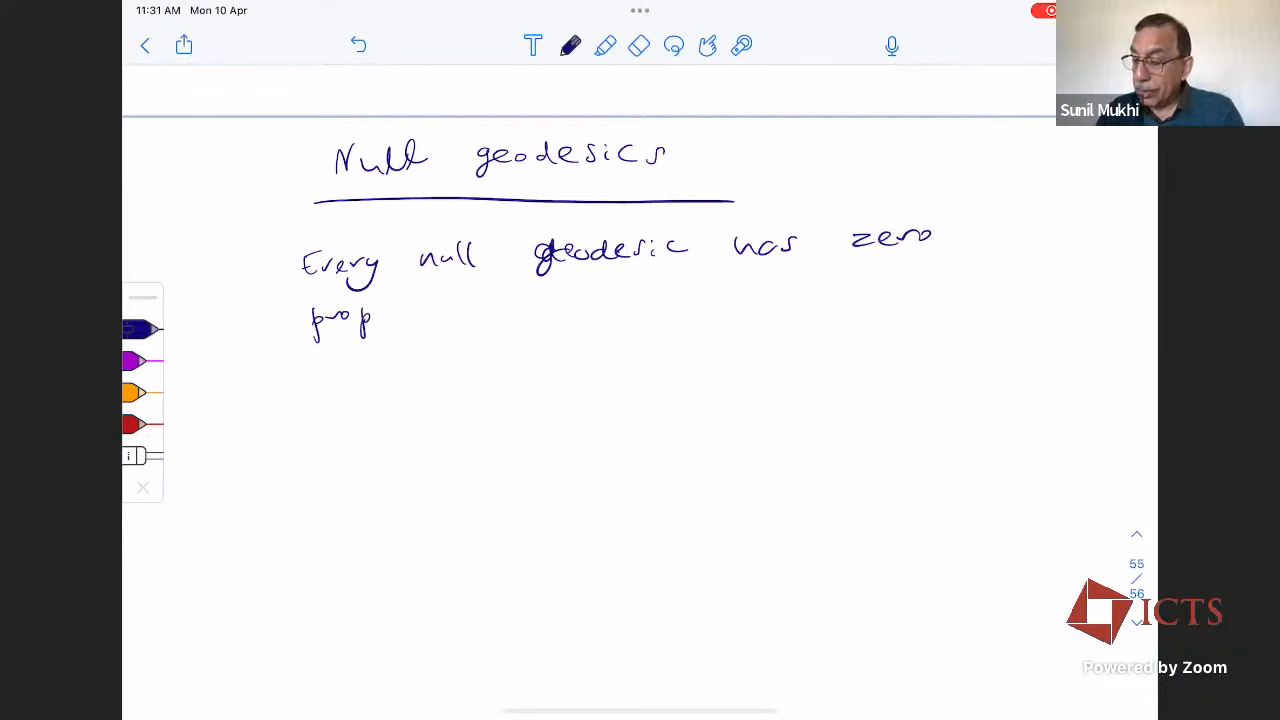 11:31 AM Mon 10 Apr
T
Sunil Mukhi
Null geodesics
Every null geodesic has zero
prop
i
55
/
56
ICTS
Powered by Zoom